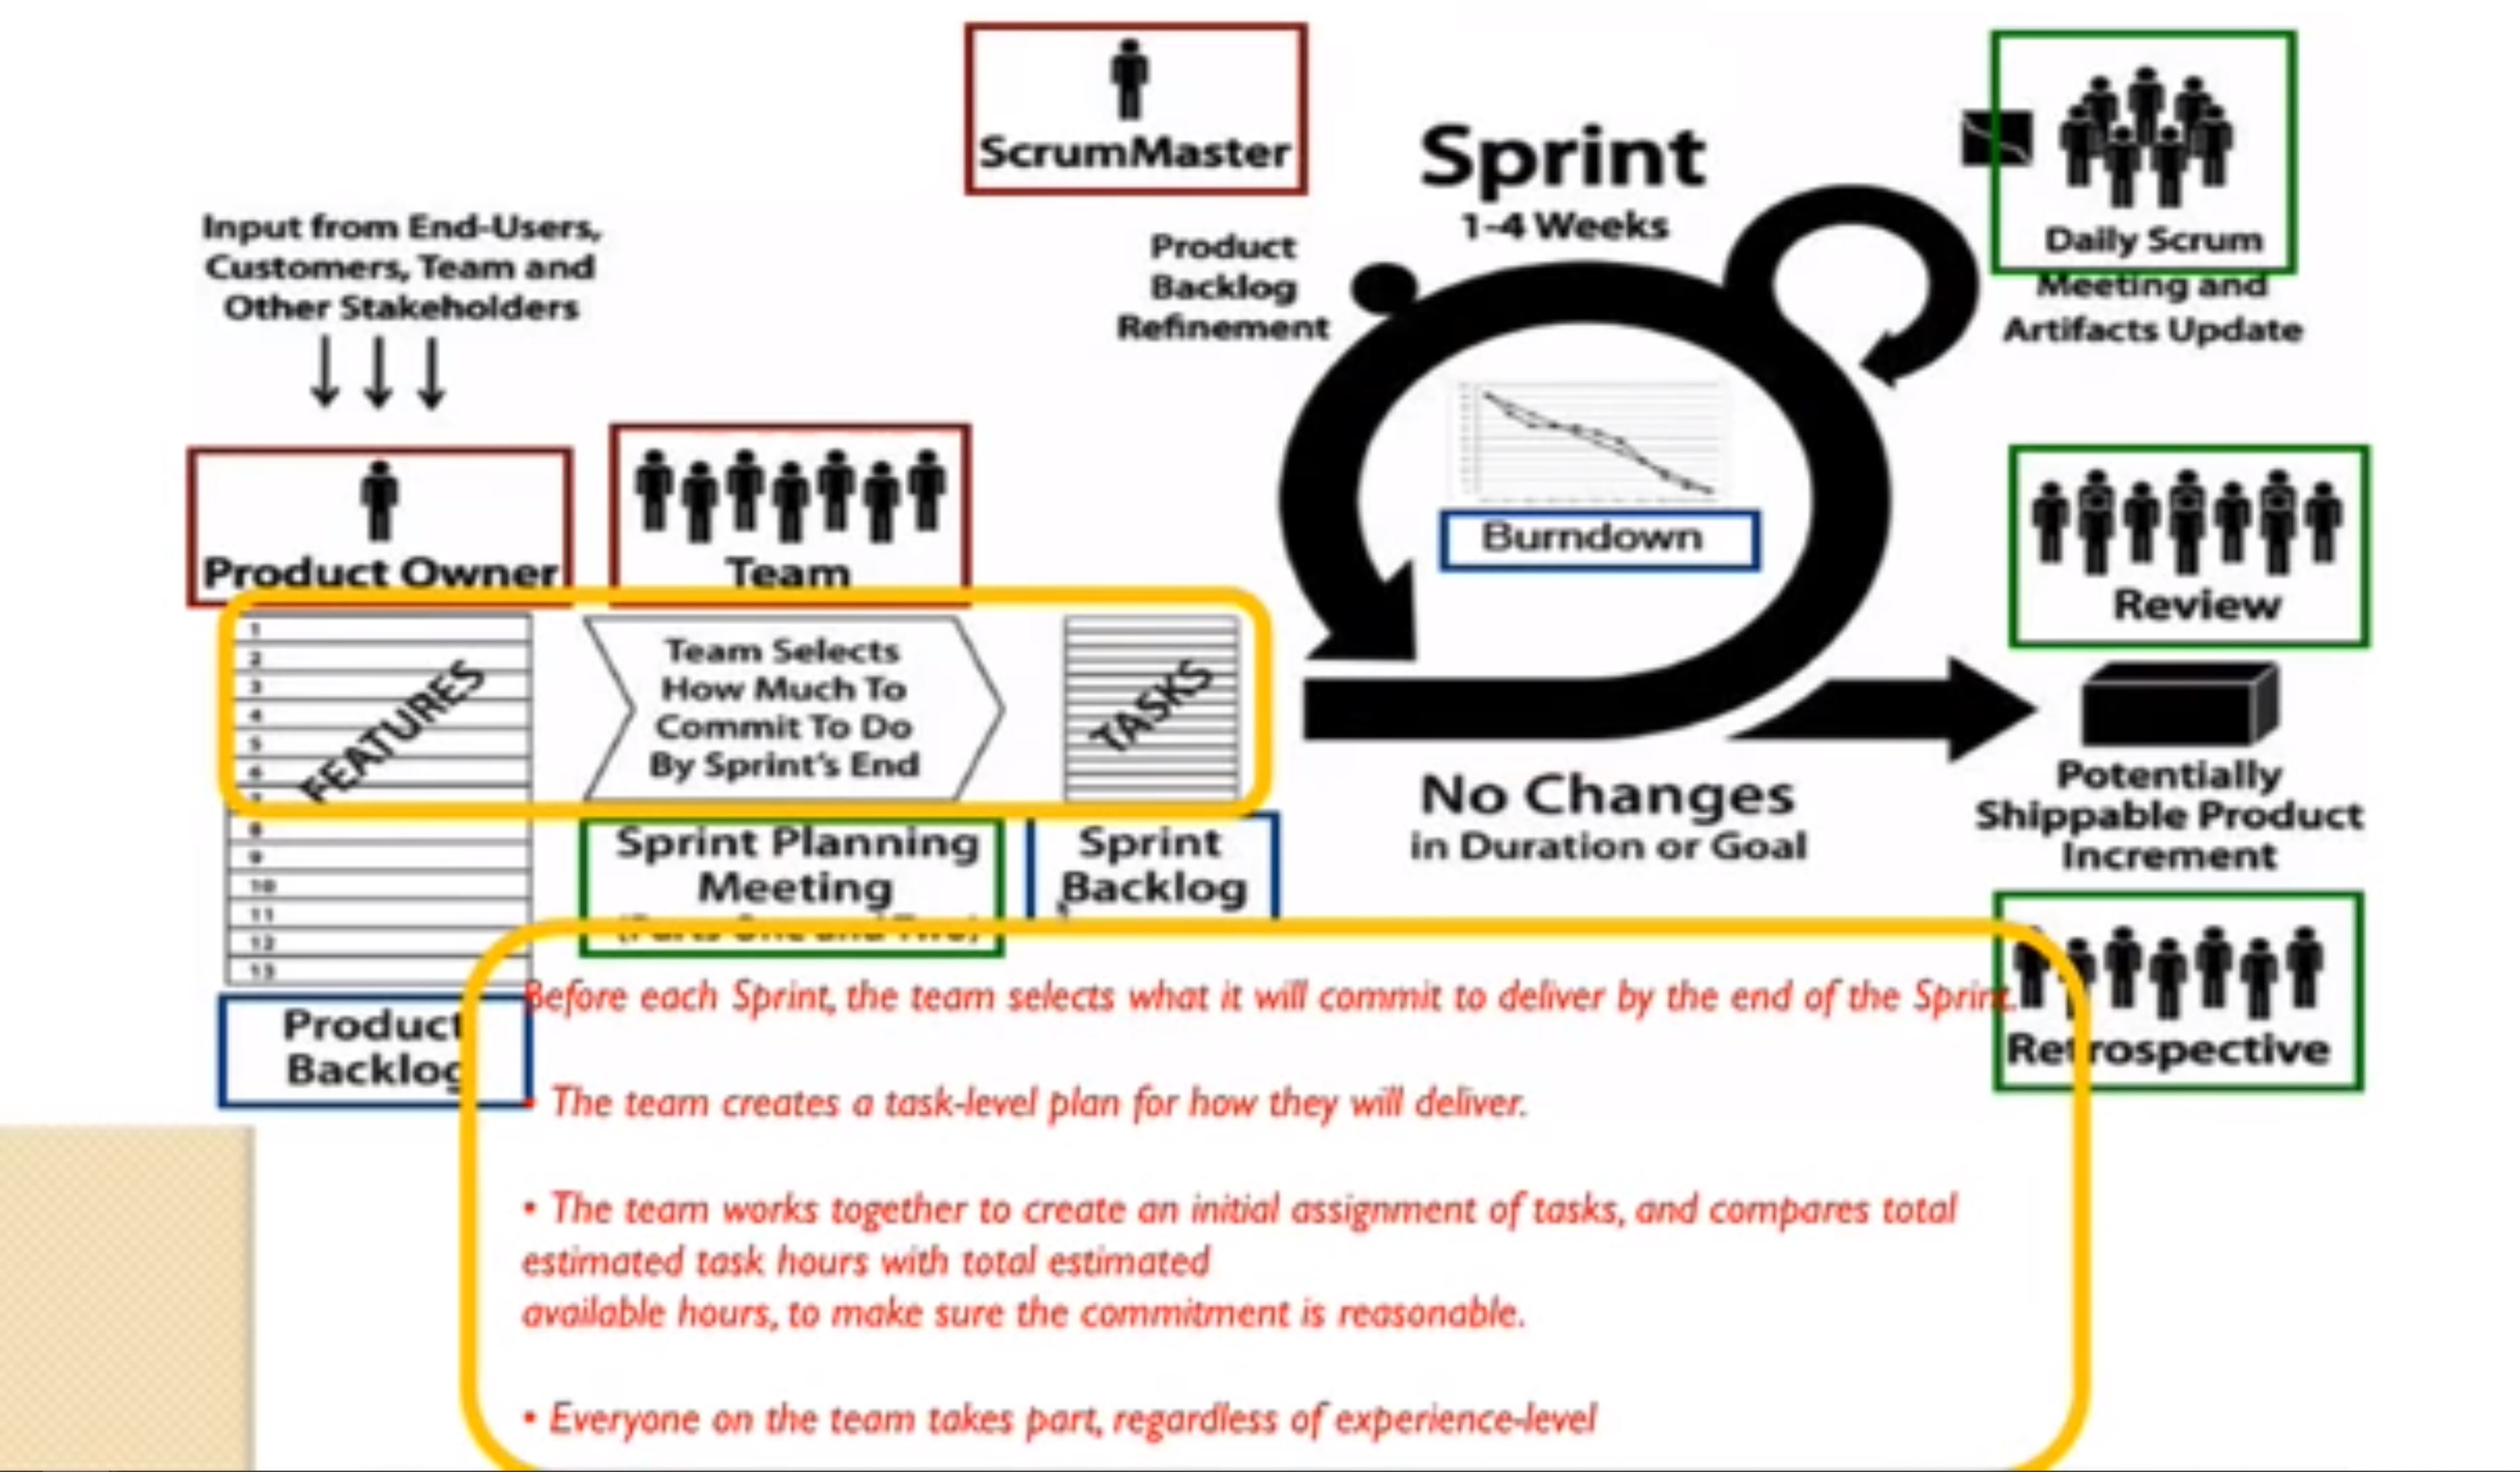 ScrumMaster
Sprint
1-4 Weeks
Product
Backlog
Refinement
Daily Scrum
Meeting and
Artifacts Update
Input from End-Users,
Customers, Team and
Other Stakeholders
Product Owner
Team
Burndown
Review
1
2
3
4
5
6
7
8
9
10
11
12
13
FEATURES
Team Selects
How Much To
Commit To Do
By Sprint's End
TASKS
Sprint Planning
Meeting
(Parts One and Two)
Sprint
Backlog
No Changes
in Duration or Goal
Potentially
Shippable Product
Increment
Retrospective
Product
Backlog
Before each Sprint, the team selects what it will commit to deliver by the end of the Sprint.
• The team creates a task-level plan for how they will deliver.
• The team works together to create an initial assignment of tasks, and compares total
estimated task hours with total estimated
available hours, to make sure the commitment is reasonable.
• Everyone on the team takes part, regardless of experience-level